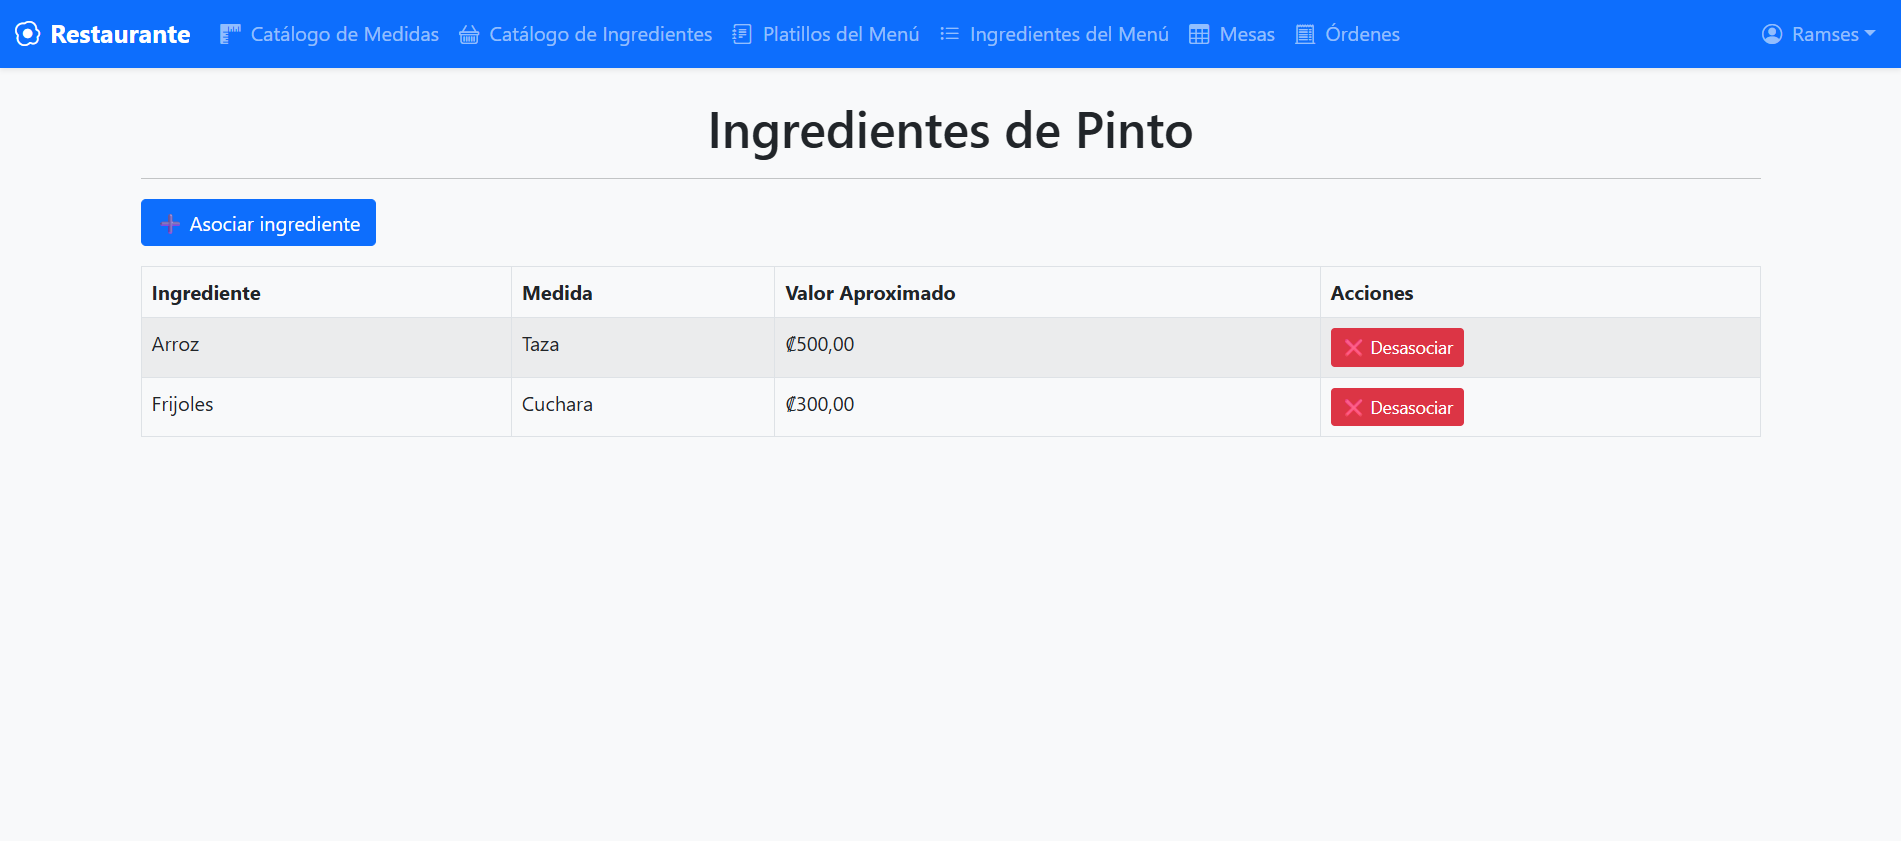 Restaurante Catálogo de Medidas Catálogo de Ingredientes Platillos del Menú Ingredientes del Menú Mesas Órdenes Ramses
Ingredientes de Pinto
Asociar ingrediente
Ingrediente Medida Valor Aproximado Acciones
Arroz Taza ₡500,00 Desasociar
Frijoles Cuchara ₡300,00 Desasociar